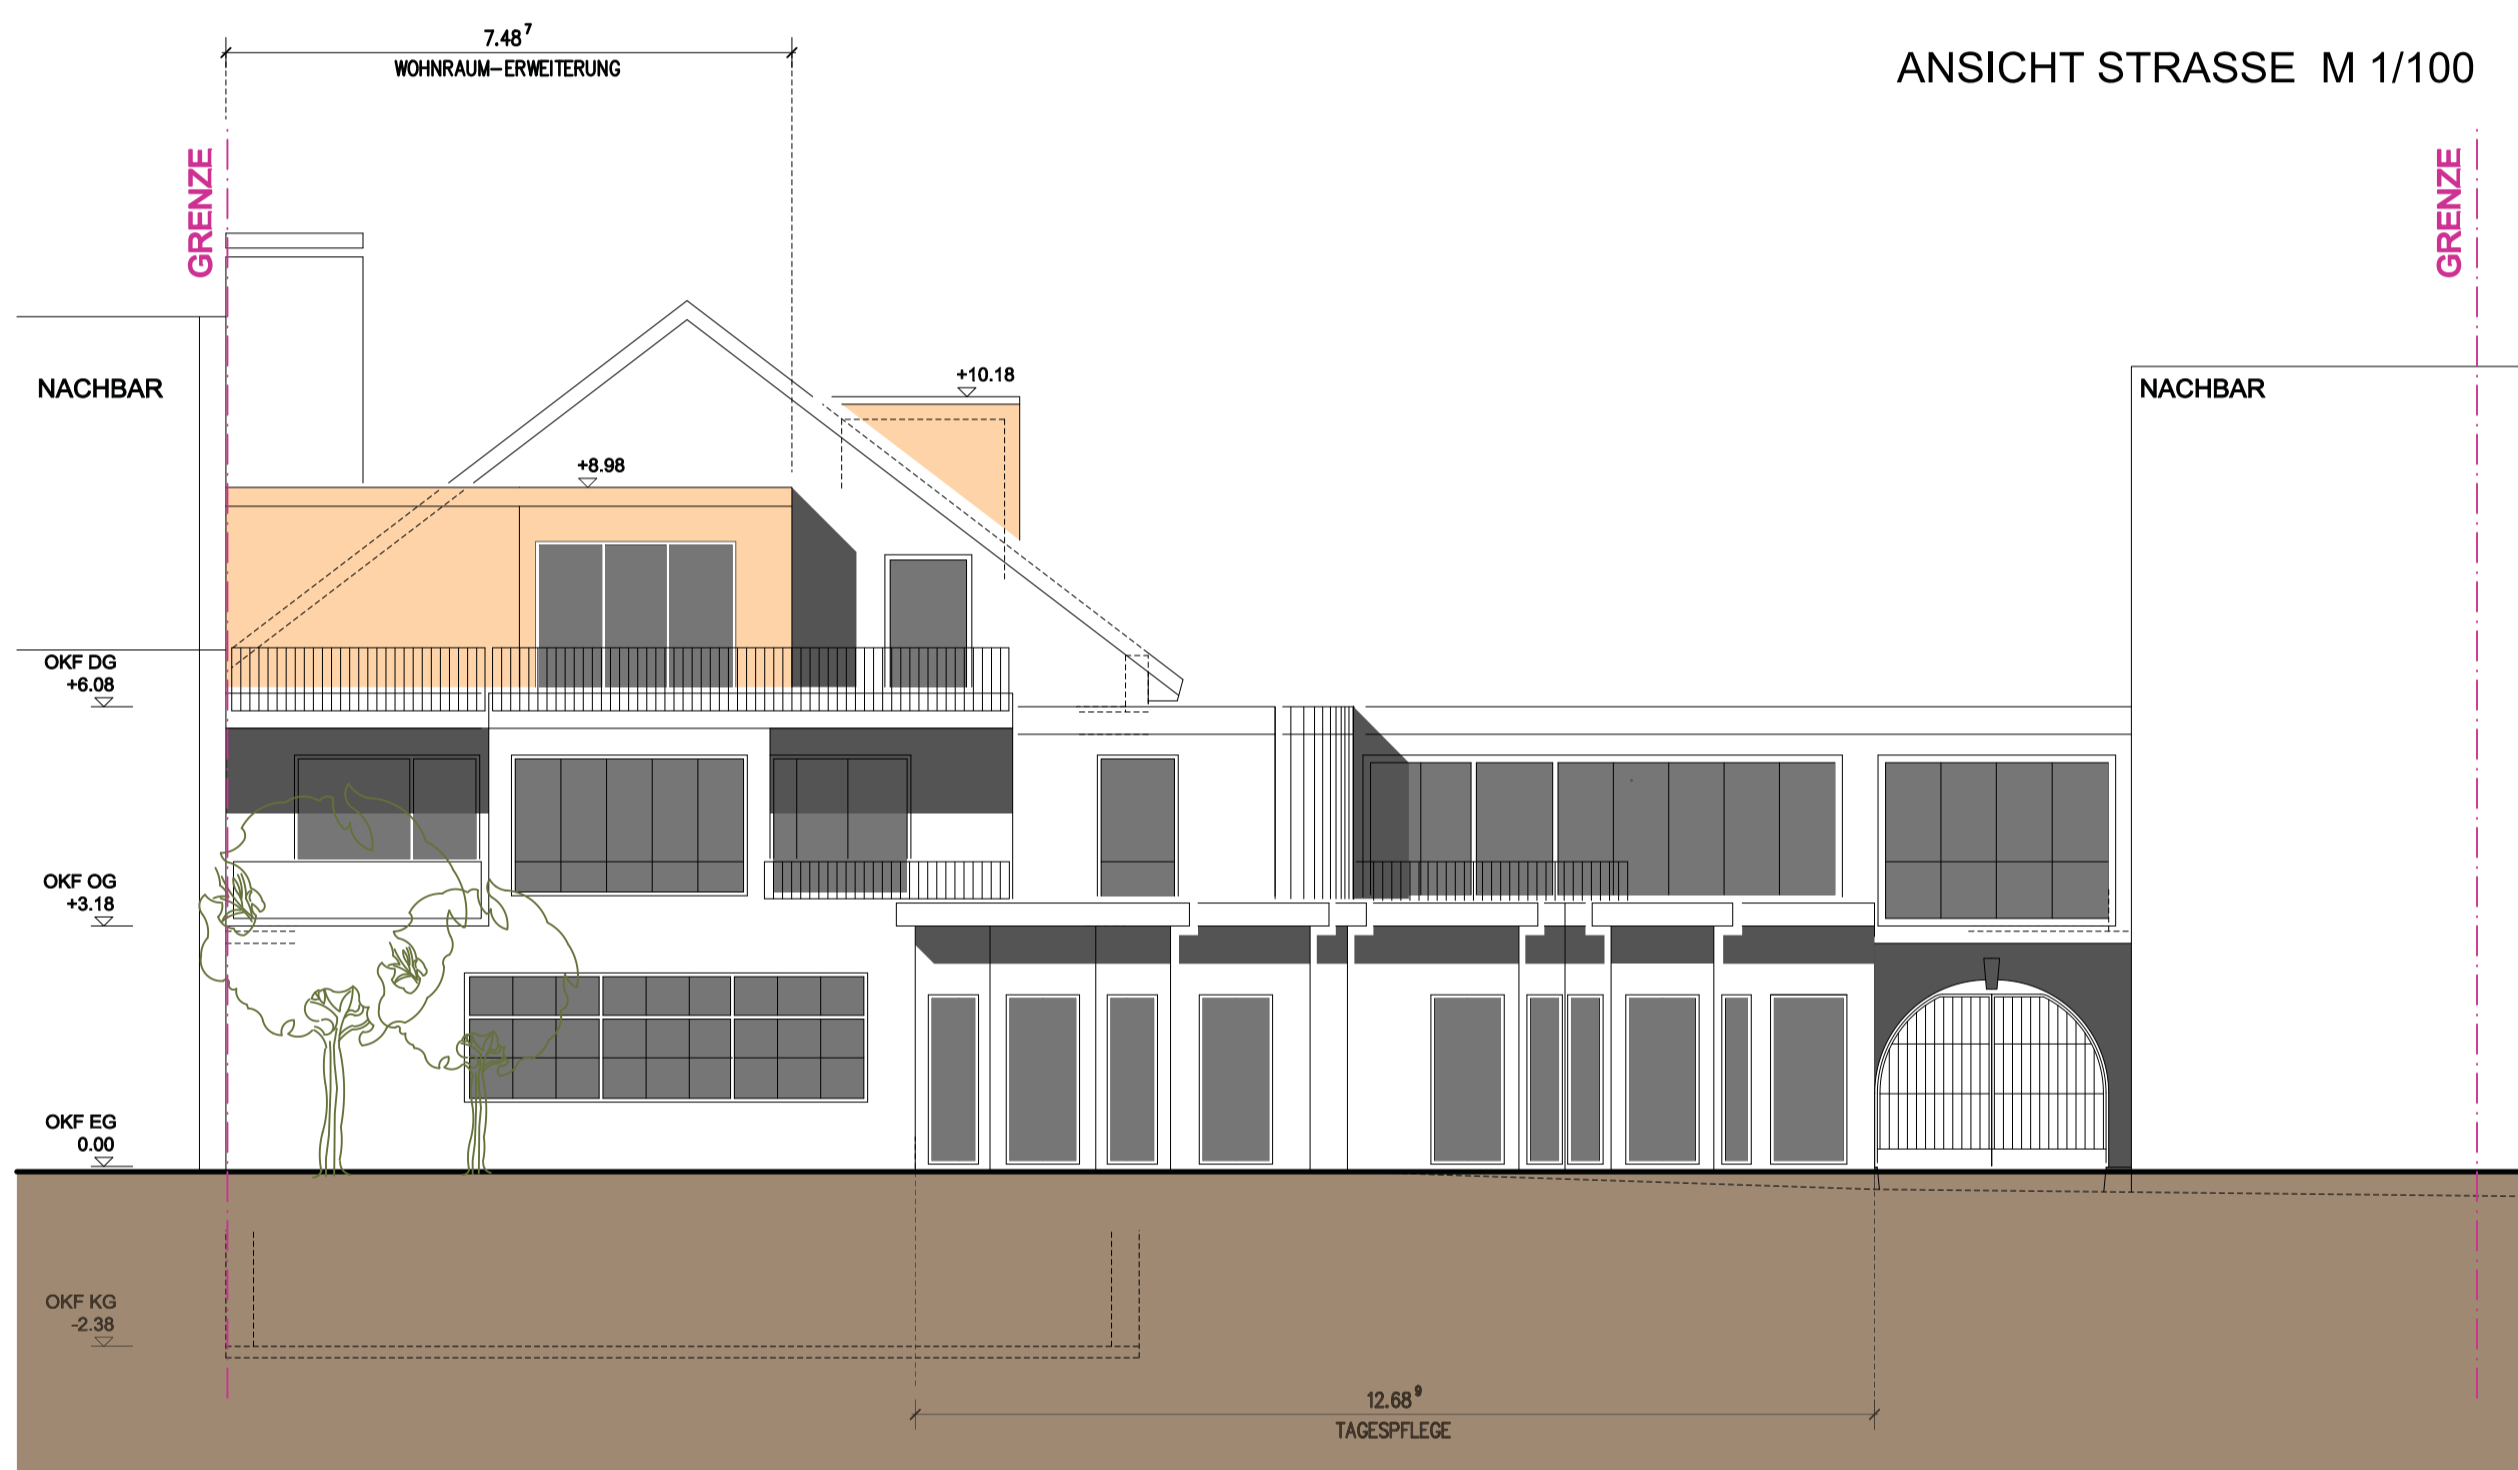 7.48⁷
WOHNRAUM-ERWEITERUNG
ANSICHT STRASSE M 1/100
GRENZE
GRENZE
NACHBAR
+10.18
NACHBAR
+8.98
OKF DG
+6.08
OKF OG
+3.18
OKF EG
0.00
OKF KG
-2.38
12.68⁹
TAGESPFLEGE